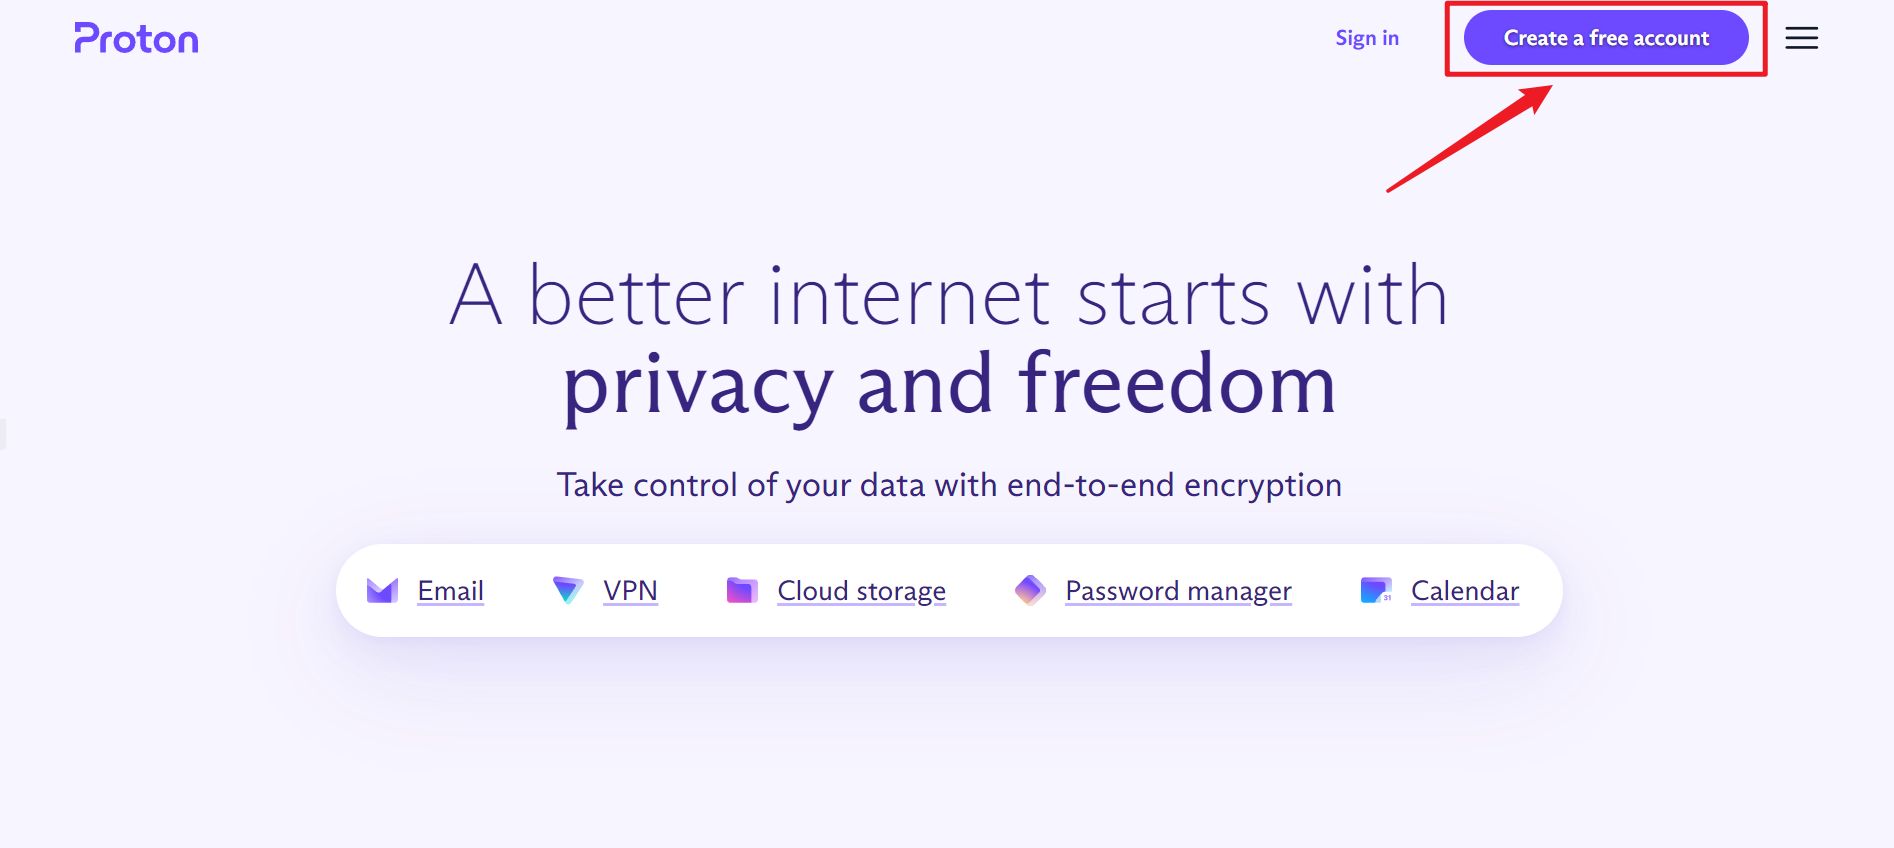 Proton
Sign in
Create a free account
A better internet starts with
privacy and freedom
Take control of your data with end-to-end encryption
Email
VPN
Cloud storage
Password manager
31
Calendar